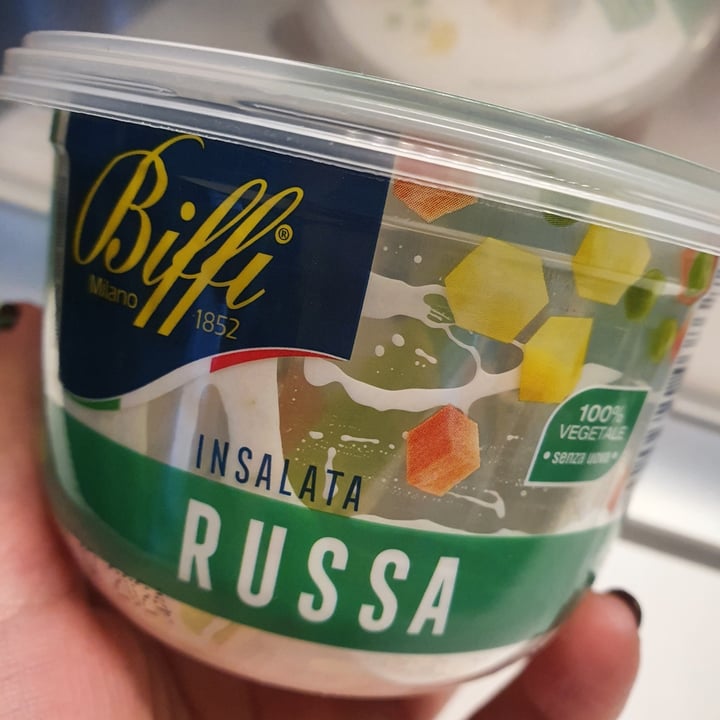 Biffi®
Milano
1852
INSALATA
RUSSA
100%
VEGETALE
• senza uova •